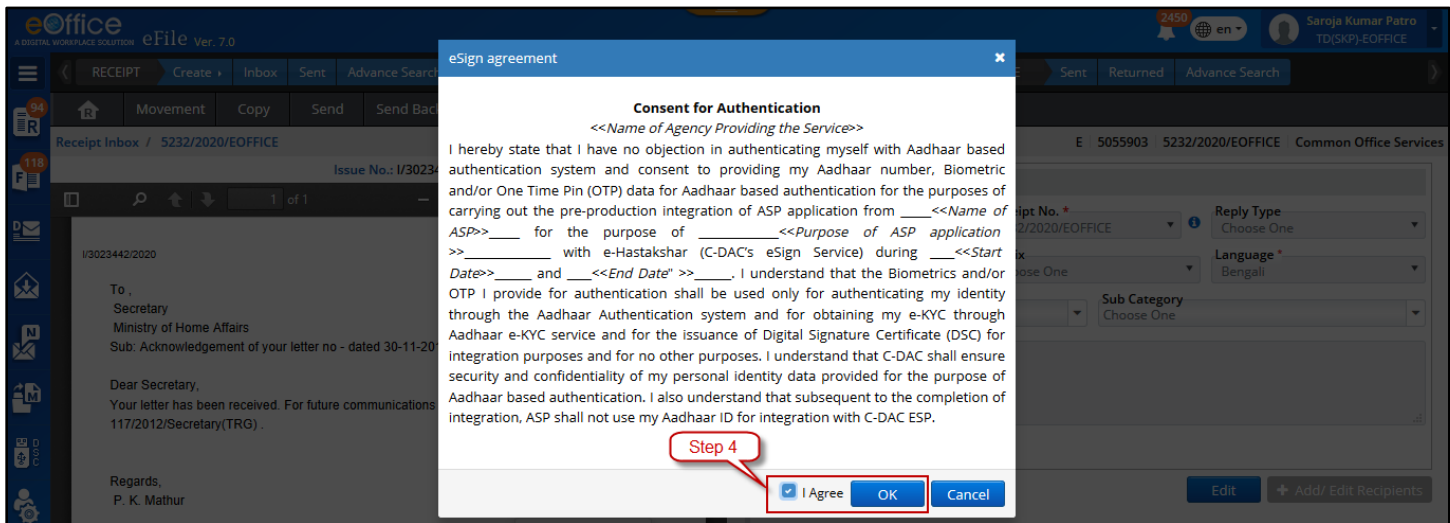 eOffice
A DIGITAL WORKPLACE SOLUTION eFile Ver. 7.0
2450
en
Saroja Kumar Patro
TD(SKP)-EOFFICE
RECEIPT Create Inbox Sent Advance Search
E Sent Returned Advance Search
94
R
Movement Copy Send Send Back
Receipt Inbox / 5232/2020/EOFFICE
E 5055903 5232/2020/EOFFICE Common Office Services
118
F
Issue No.: I/30234
1 of 1
I/3023442/2020
To ,
Secretary
Ministry of Home Affairs
Sub: Acknowledgement of your letter no - dated 30-11-201
Dear Secretary,
Your letter has been received. For future communications
117/2012/Secretary(TRG) .
Regards,
P. K. Mathur
D
N
M
DSC
eSign agreement
Consent for Authentication
<<Name of Agency Providing the Service>>
I hereby state that I have no objection in authenticating myself with Aadhaar based
authentication system and consent to providing my Aadhaar number, Biometric
and/or One Time Pin (OTP) data for Aadhaar based authentication for the purposes of
carrying out the pre-production integration of ASP application from ____<<Name of
ASP>>____ for the purpose of ___________<<Purpose of ASP application
>>____________ with e-Hastakshar (C-DAC's eSign Service) during ___<<Start
Date>>_____ and ___<<End Date" >>_____. I understand that the Biometrics and/or
OTP I provide for authentication shall be used only for authenticating my identity
through the Aadhaar Authentication system and for obtaining my e-KYC through
Aadhaar e-KYC service and for the issuance of Digital Signature Certificate (DSC) for
integration purposes and for no other purposes. I understand that C-DAC shall ensure
security and confidentiality of my personal identity data provided for the purpose of
Aadhaar based authentication. I also understand that subsequent to the completion of
integration, ASP shall not use my Aadhaar ID for integration with C-DAC ESP.
Step 4
I Agree OK Cancel
ipt No. * Reply Type
2/2020/EOFFICE Choose One
ix Language *
oose One Bengali
Sub Category
Choose One
Edit + Add/ Edit Recipients